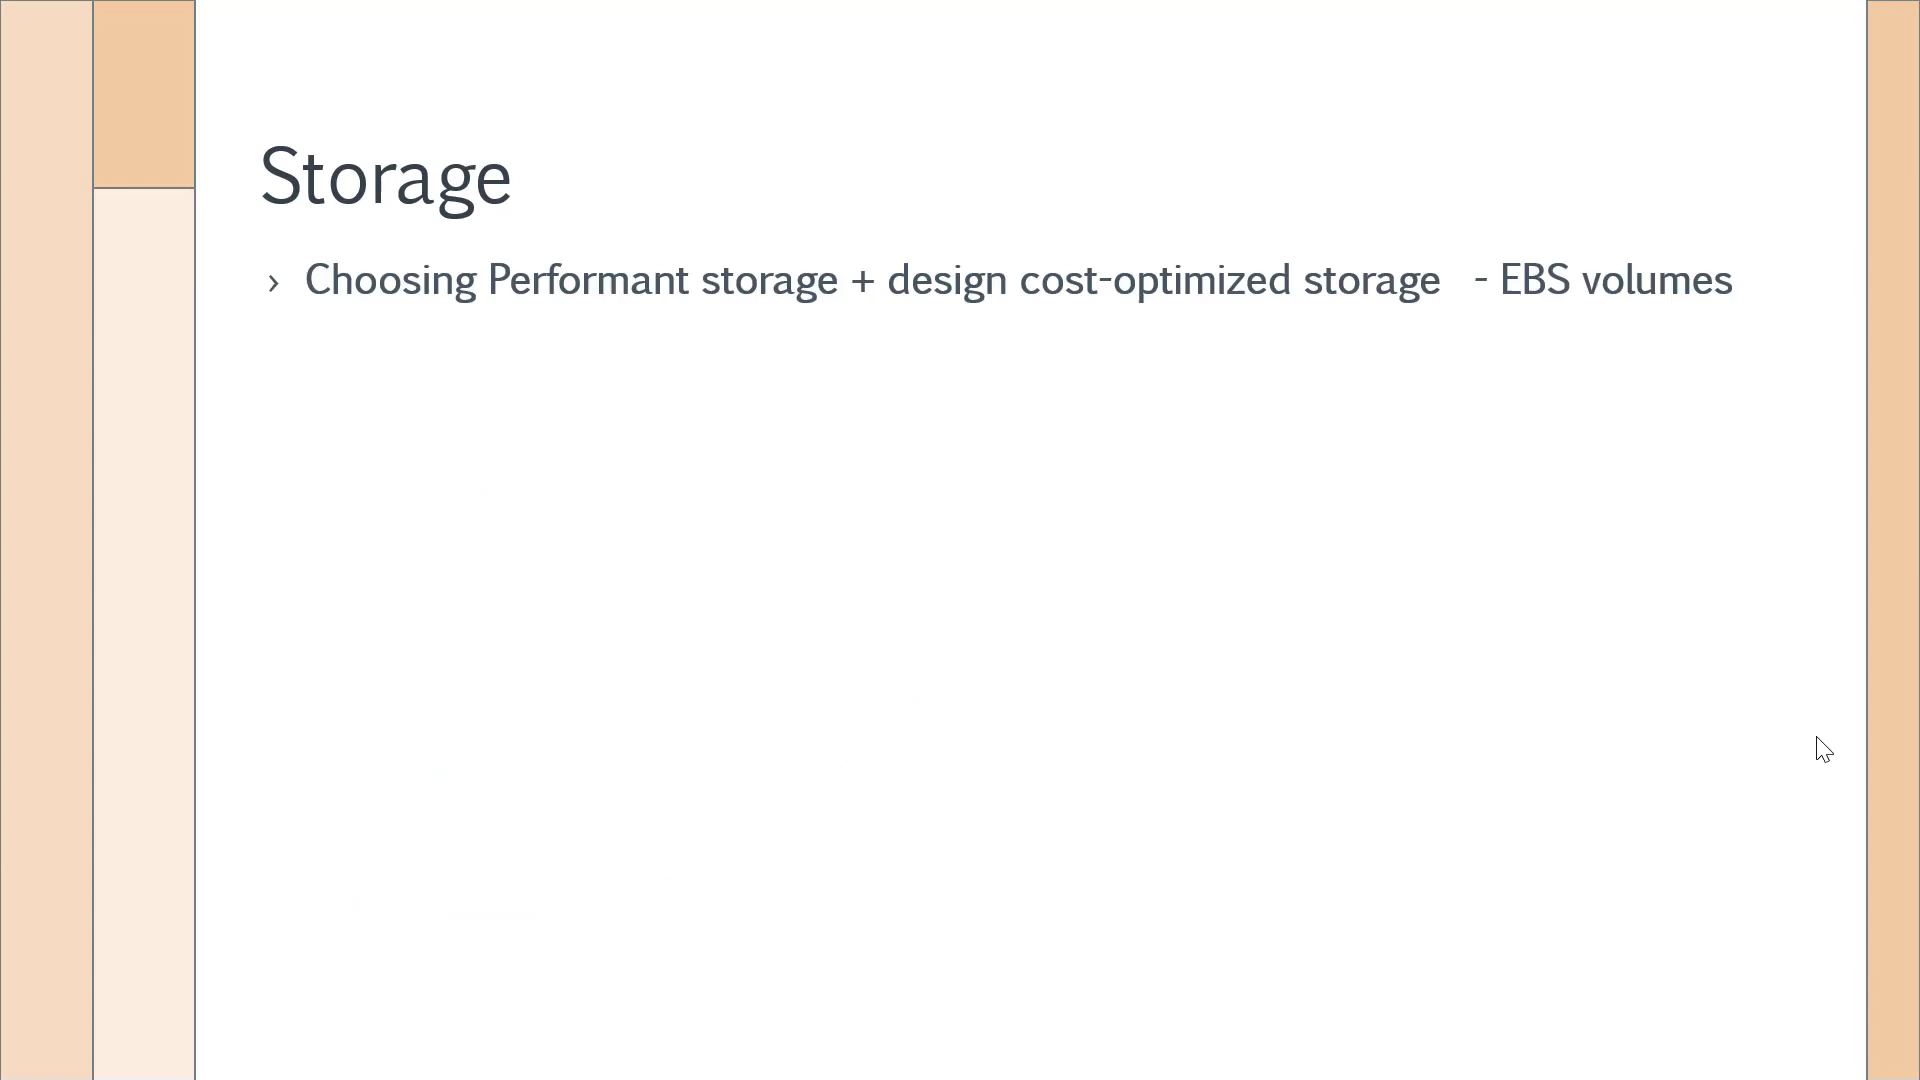 Storage
› Choosing Performant storage + design cost-optimized storage - EBS volumes